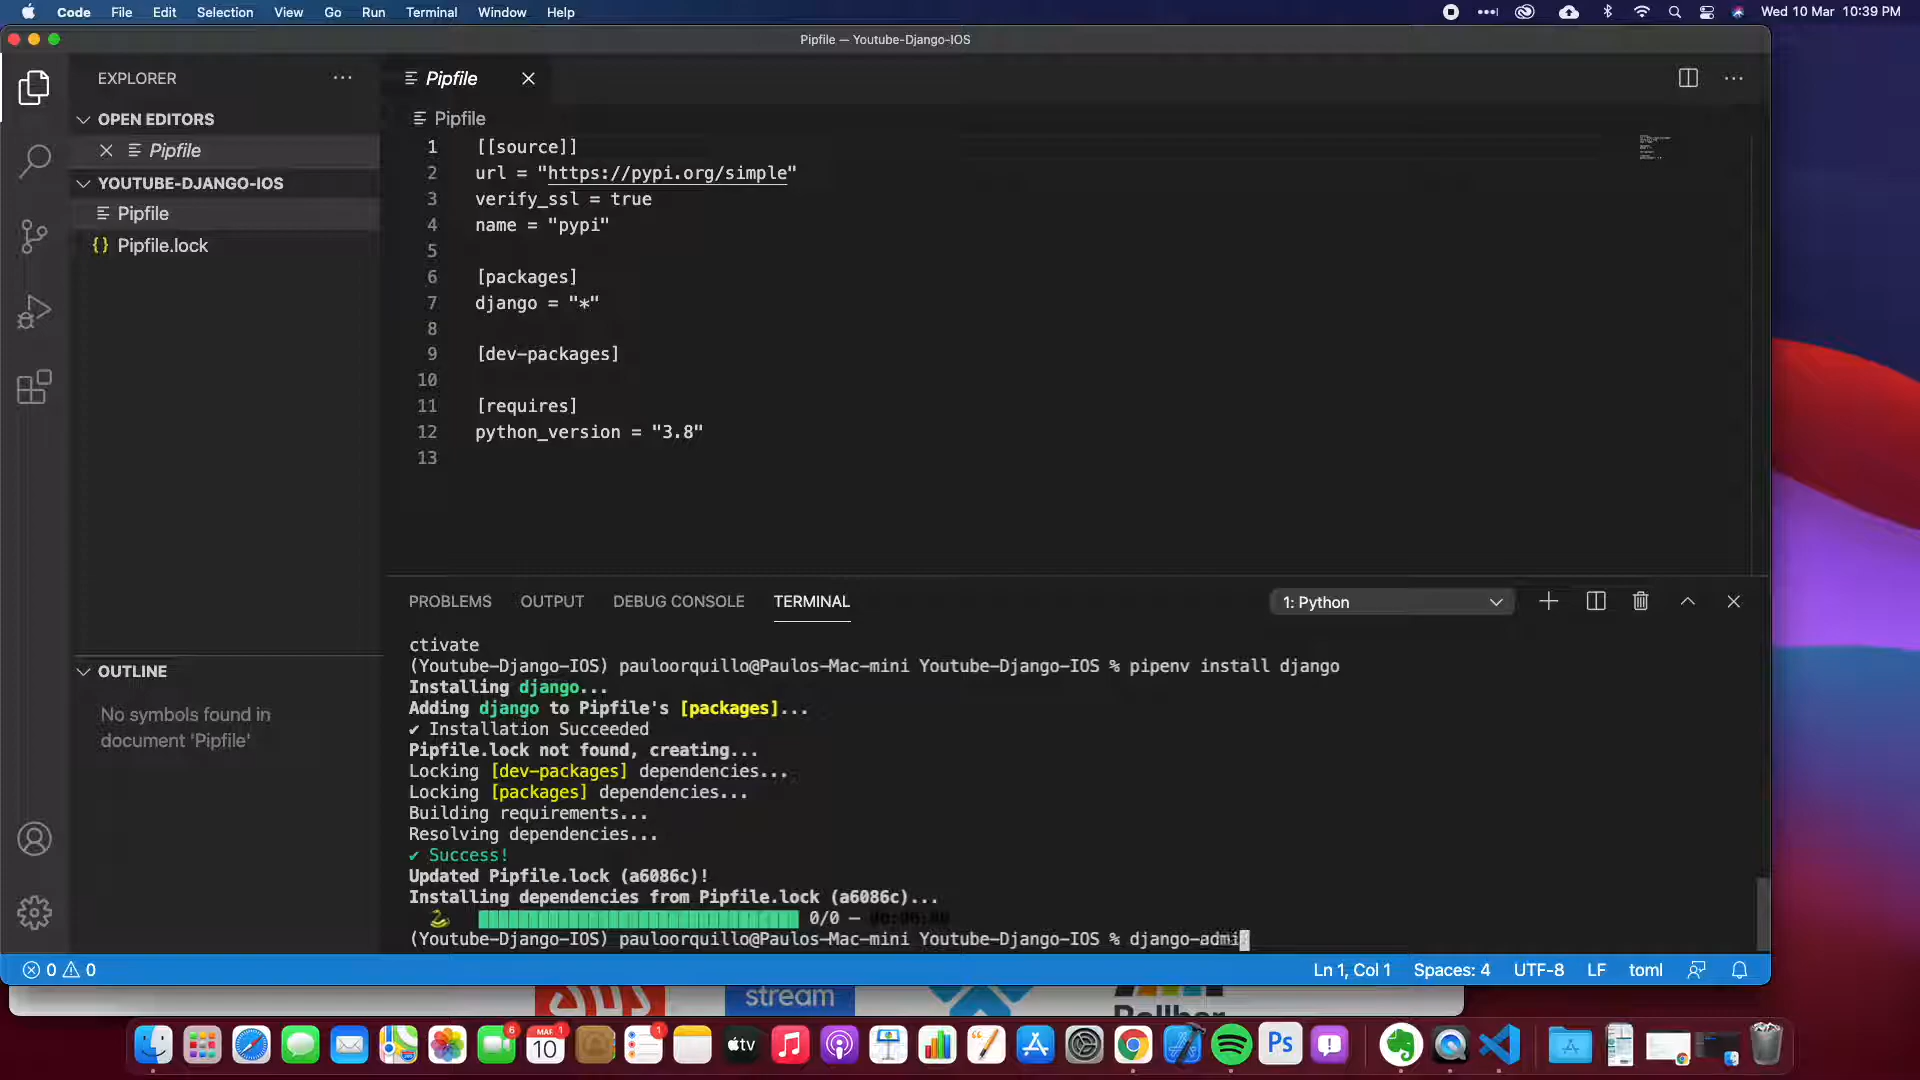 Code File Edit Selection View Go Run Terminal Window Help
Wed 10 Mar 10:39 PM
Pipfile — Youtube-Django-IOS
EXPLORER
OPEN EDITORS
Pipfile
YOUTUBE-DJANGO-IOS
Pipfile
Pipfile.lock
OUTLINE
No symbols found in
document 'Pipfile'
Pipfile
Pipfile
1 [[source]]
2 url = "https://pypi.org/simple"
3 verify_ssl = true
4 name = "pypi"
5
6 [packages]
7 django = "*"
8
9 [dev-packages]
10
11 [requires]
12 python_version = "3.8"
13
PROBLEMS OUTPUT DEBUG CONSOLE TERMINAL
1: Python
ctivate
(Youtube-Django-IOS) pauloorquillo@Paulos-Mac-mini Youtube-Django-IOS % pipenv install django
Installing django...
Adding django to Pipfile's [packages]...
✔ Installation Succeeded
Pipfile.lock not found, creating...
Locking [dev-packages] dependencies...
Locking [packages] dependencies...
Building requirements...
Resolving dependencies...
✔ Success!
Updated Pipfile.lock (a6086c)!
Installing dependencies from Pipfile.lock (a6086c)...
0/0 —
(Youtube-Django-IOS) pauloorquillo@Paulos-Mac-mini Youtube-Django-IOS % django-admi
0 0
Ln 1, Col 1 Spaces: 4 UTF-8 LF toml
stream
6
MAR 1
10
1
tv
Ps